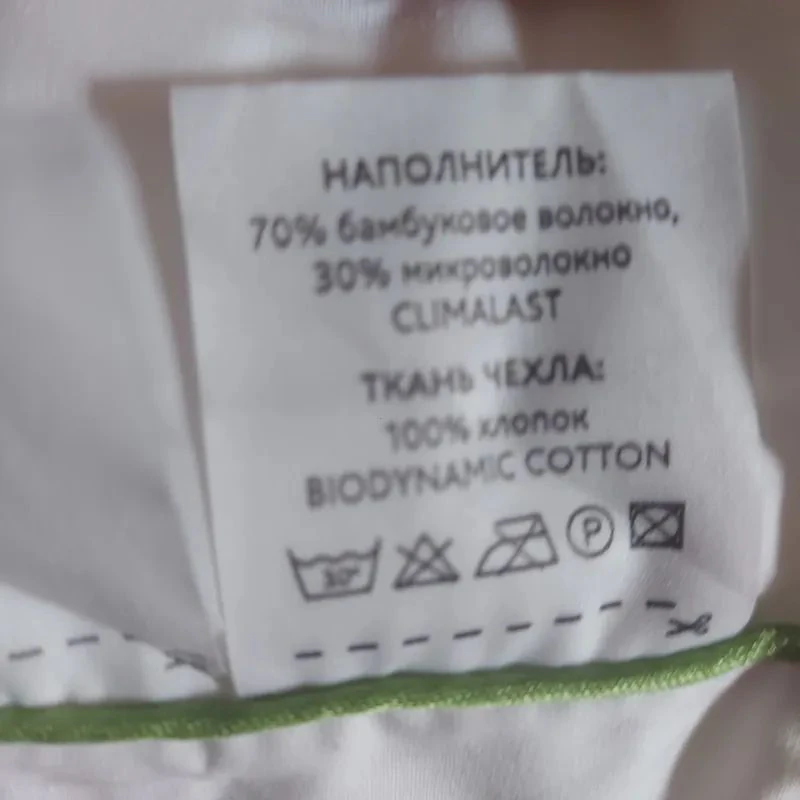 НАПОЛНИТЕЛЬ:
70% бамбуковое волокно,
30% микроволокно
CLIMALAST
ТКАНЬ ЧЕХЛА:
100% хлопок
BIODYNAMIC COTTON
30° P